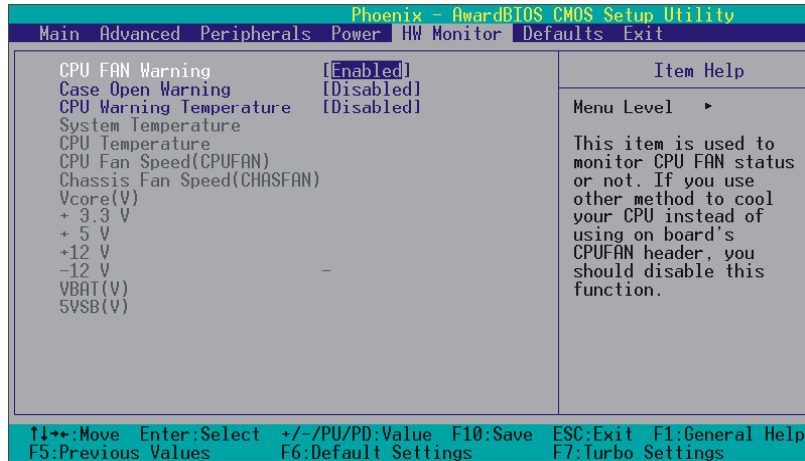 Phoenix - AwardBIOS CMOS Setup Utility
Main Advanced Peripherals Power HW Monitor Defaults Exit
CPU FAN Warning [Enabled]
Case Open Warning [Disabled]
CPU Warning Temperature [Disabled]
System Temperature
CPU Temperature
CPU Fan Speed(CPUFAN)
Chassis Fan Speed(CHASFAN)
Vcore(V)
+ 3.3 V
+ 5 V
+12 V
-12 V -
VBAT(V)
5VSB(V)
Item Help
Menu Level ▸
This item is used to
monitor CPU FAN status
or not. If you use
other method to cool
your CPU instead of
using on board's
CPUFAN header, you
should disable this
function.
↑↓→←:Move Enter:Select +/-/PU/PD:Value F10:Save ESC:Exit F1:General Help
F5:Previous Values F6:Default Settings F7:Turbo Settings